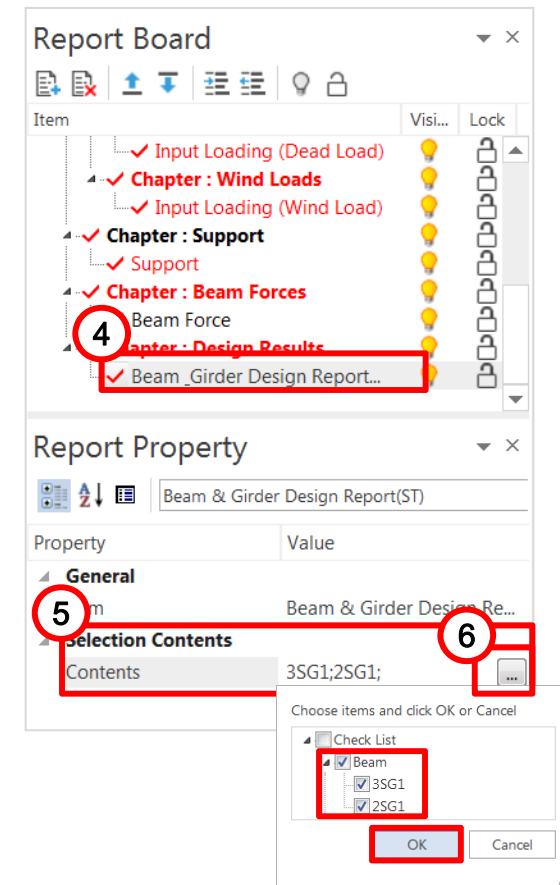 Report Board
Item Visi... Lock
Input Loading (Dead Load)
Chapter : Wind Loads
Input Loading (Wind Load)
Chapter : Support
Support
Chapter : Beam Forces
Beam Force
4
: Design Results
Beam _Girder Design Report...
Report Property
Beam & Girder Design Report(ST)
Property Value
General
Beam & Girder Design Re...
5
6
Selection Contents
Contents 3SG1;2SG1; ...
Choose items and click OK or Cancel
Check List
Beam
3SG1
2SG1
OK Cancel